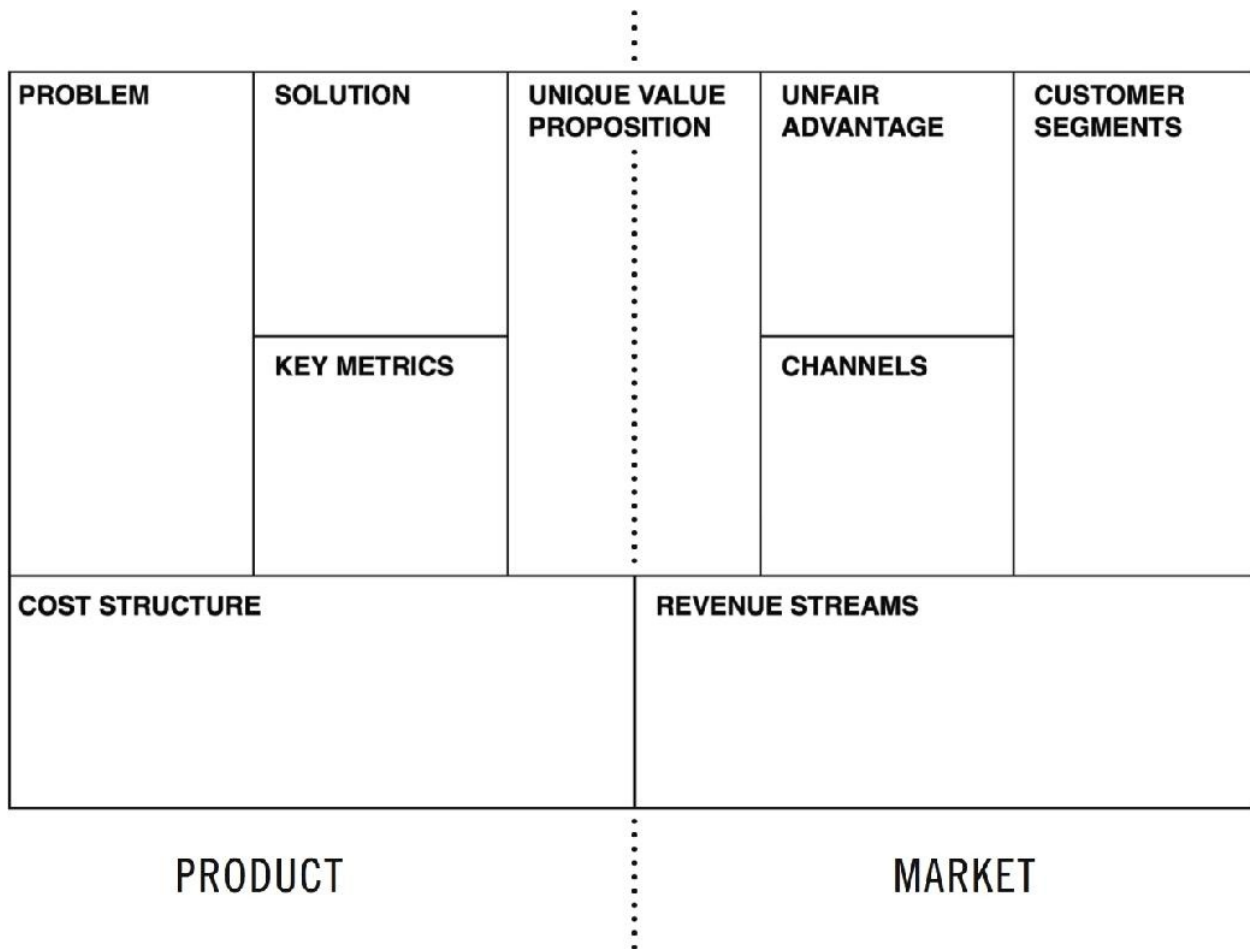 PROBLEM
SOLUTION
UNIQUE VALUE
PROPOSITION
UNFAIR
ADVANTAGE
CUSTOMER
SEGMENTS
KEY METRICS
CHANNELS
COST STRUCTURE
REVENUE STREAMS
PRODUCT
MARKET